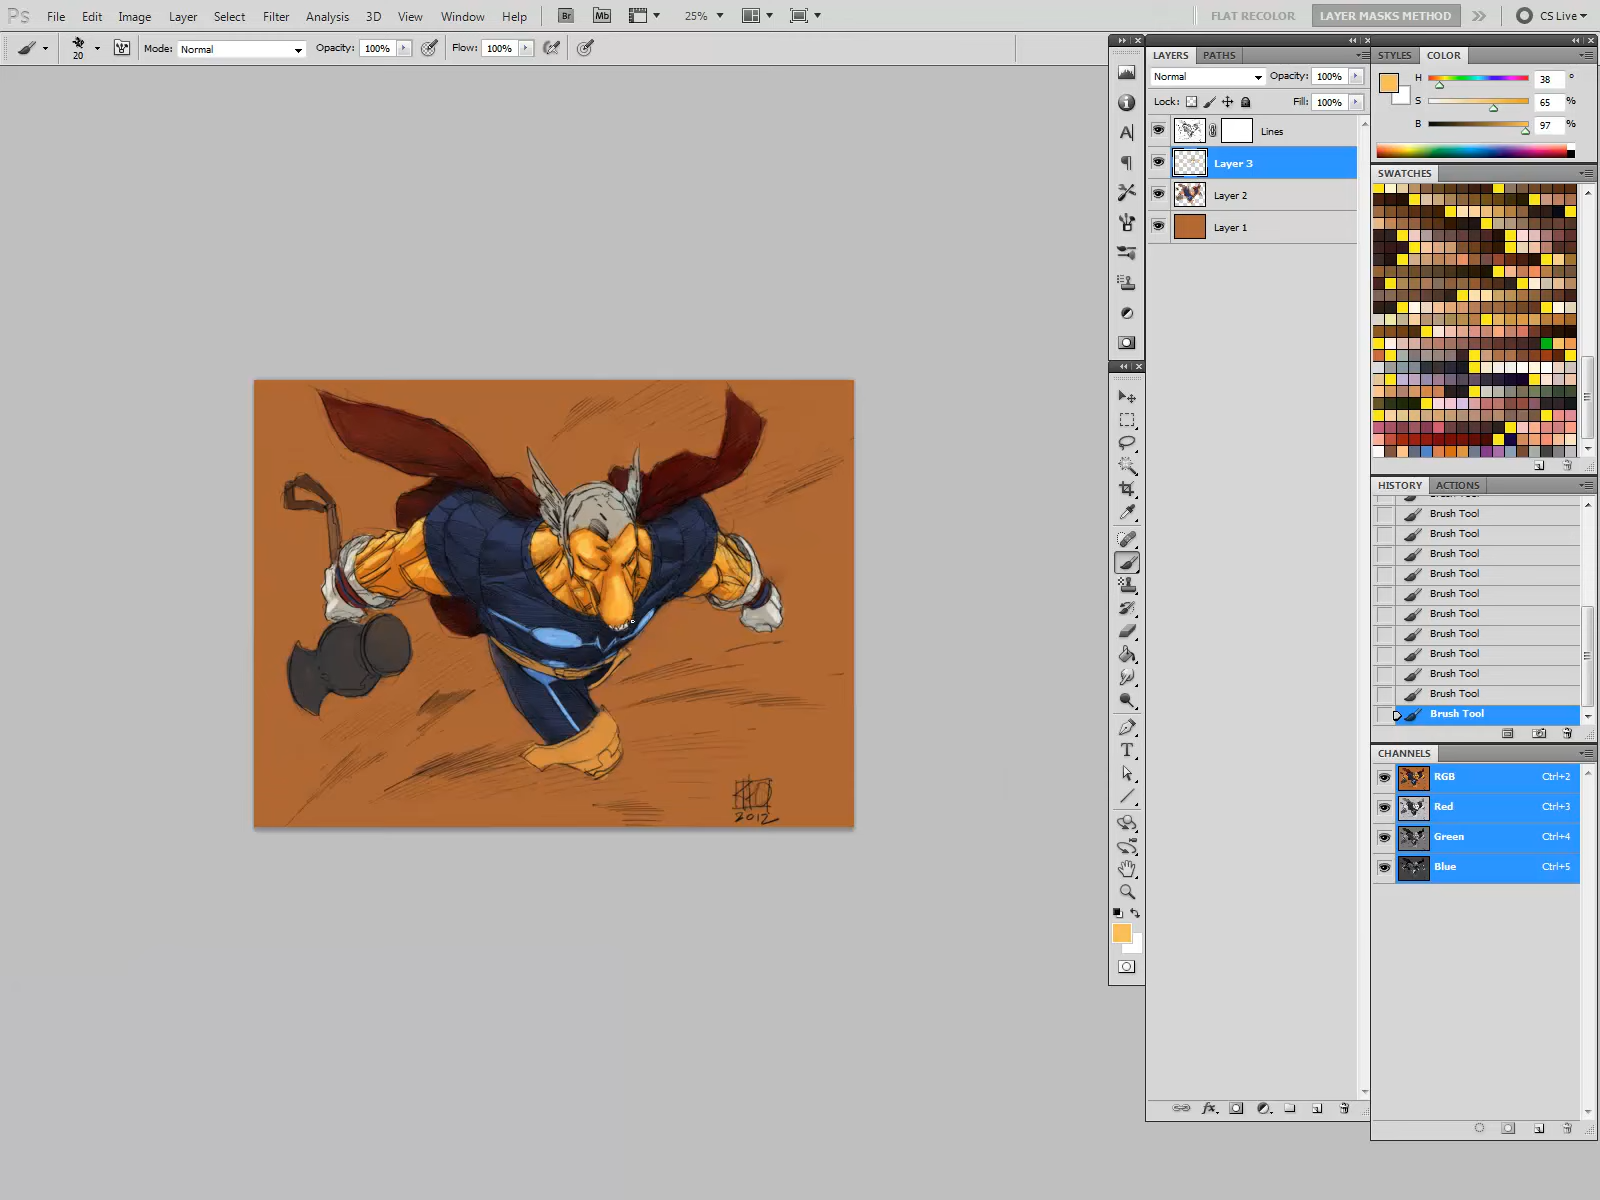 Ps File Edit Image Layer Select Filter Analysis 3D View Window Help Br Mb 25% FLAT RECOLOR LAYER MASKS METHOD CS Live
20 Mode: Normal Opacity: 100% Flow: 100%
LAYERS PATHS
Normal Opacity: 100%
Lock: Fill: 100%
Lines
Layer 3
Layer 2
Layer 1
STYLES COLOR
H 38 °
S 65 %
B 97 %
SWATCHES
HISTORY ACTIONS
Brush Tool
Brush Tool
Brush Tool
Brush Tool
Brush Tool
Brush Tool
Brush Tool
Brush Tool
Brush Tool
Brush Tool
Brush Tool
Brush Tool
CHANNELS
RGB Ctrl+2
Red Ctrl+3
Green Ctrl+4
Blue Ctrl+5
2012